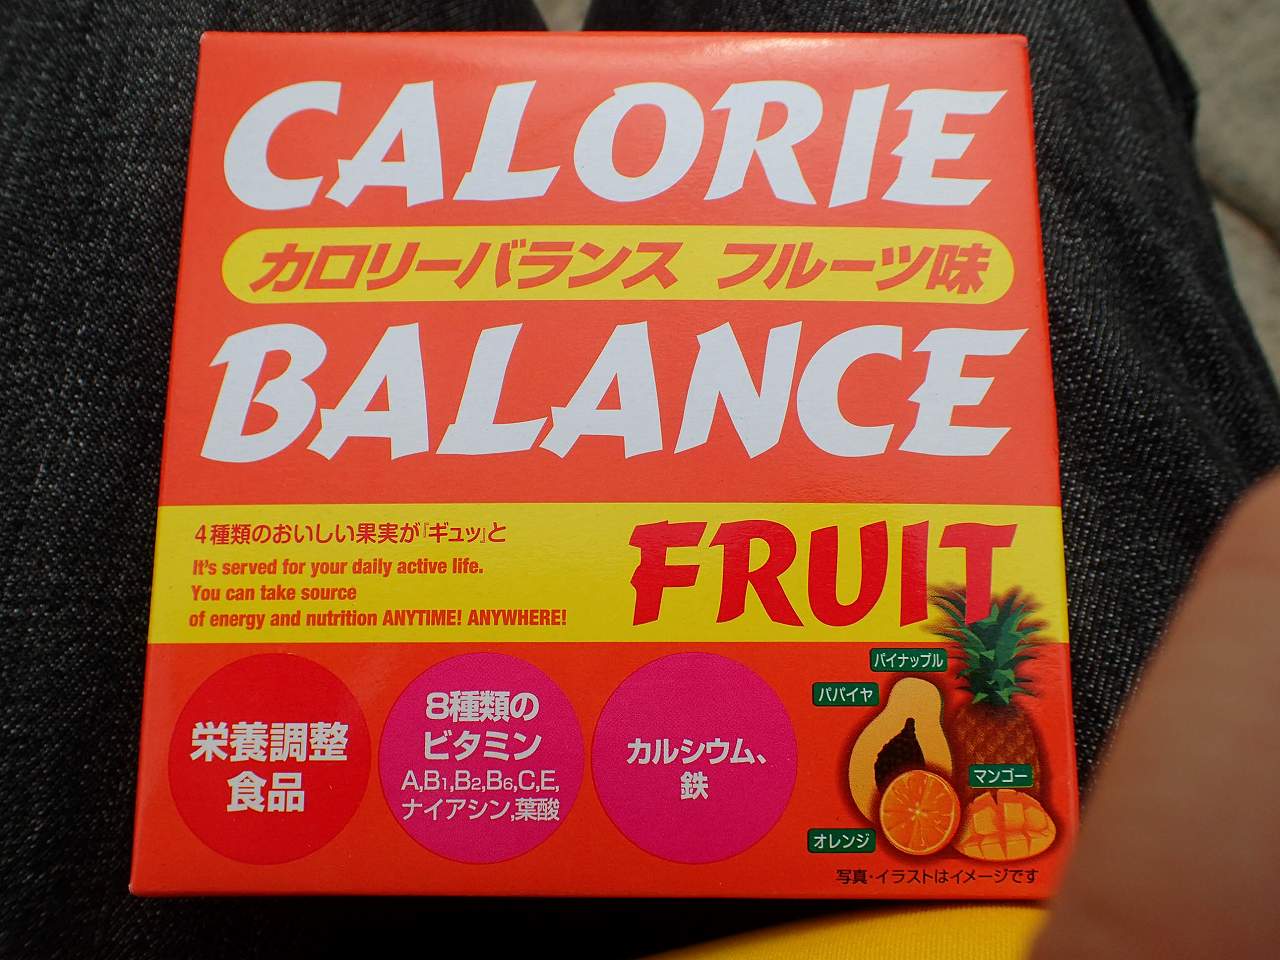 CALORIE
カロリーバランス フルーツ味
BALANCE
4種類のおいしい果実が『ギュッ』と
It's served for your daily active life.
You can take source
of energy and nutrition ANYTIME! ANYWHERE!
FRUIT
栄養調整
食品
8種類の
ビタミン
A,B1,B2,B6,C,E,
ナイアシン,葉酸
カルシウム、
鉄
パイナップル
パパイヤ
マンゴー
オレンジ
写真・イラストはイメージです